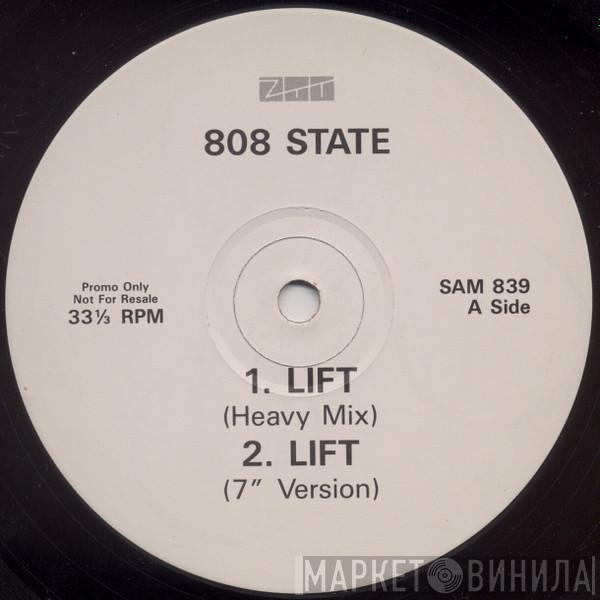 ZTT
808 STATE
Promo Only
Not For Resale
33⅓ RPM
SAM 839
A Side
1. LIFT
(Heavy Mix)
2. LIFT
(7" Version)
МАРКЕТ ВИНИЛА